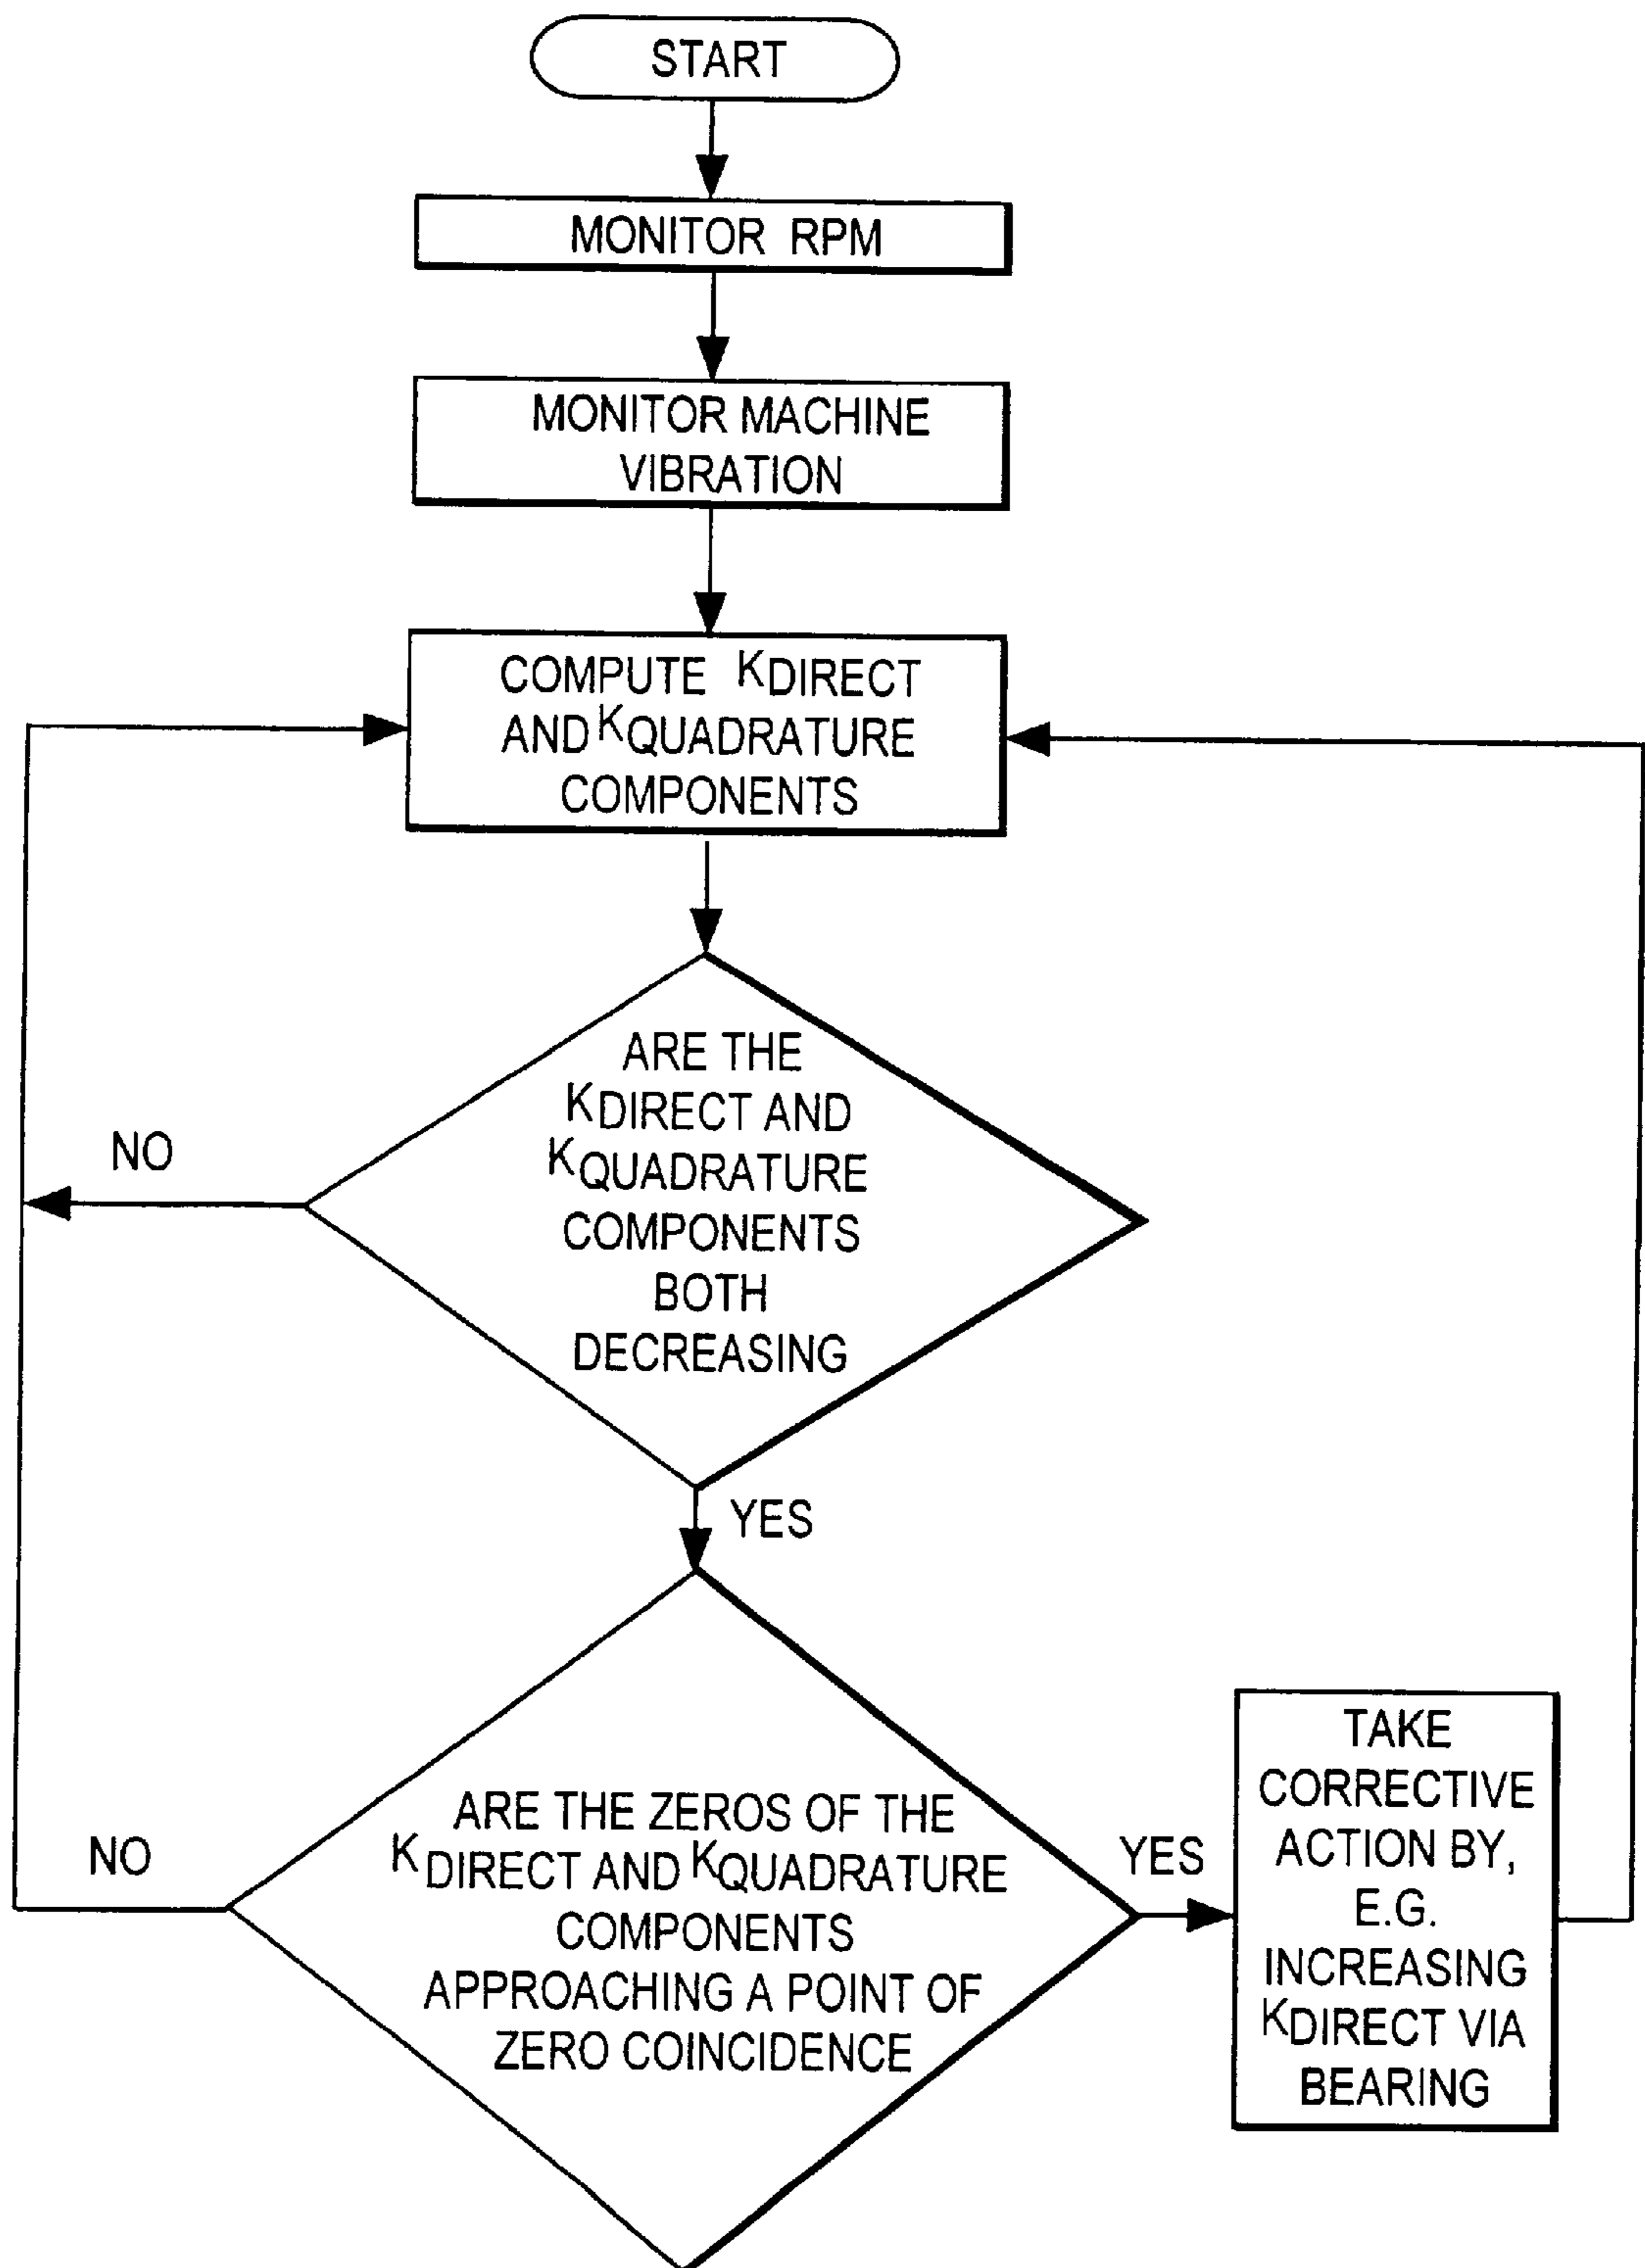 START
MONITOR RPM
MONITOR MACHINE
VIBRATION
COMPUTE KDIRECT
AND KQUADRATURE
COMPONENTS
ARE THE
KDIRECT AND
KQUADRATURE
COMPONENTS
BOTH
DECREASING
NO
YES
ARE THE ZEROS OF THE
KDIRECT AND KQUADRATURE
COMPONENTS
APPROACHING A POINT OF
ZERO COINCIDENCE
NO
YES
TAKE
CORRECTIVE
ACTION BY,
E.G.
INCREASING
KDIRECT VIA
BEARING